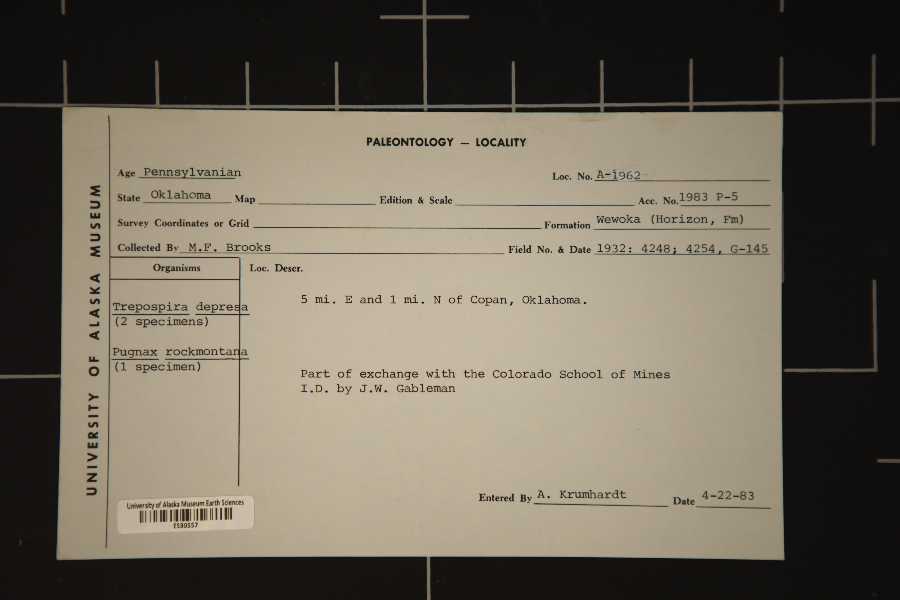 PALEONTOLOGY — LOCALITY
Age Pennsylvanian Loc. No. A-1962
State Oklahoma Map Edition & Scale Acc. No. 1983 P-5
Survey Coordinates or Grid Formation Wewoka (Horizon, Fm)
Collected By M.F. Brooks Field No. & Date 1932: 4248; 4254, G-145
Organisms Loc. Descr.
5 mi. E and 1 mi. N of Copan, Oklahoma.
Trepospira depresa
(2 specimens)
Pugnax rockmontana
(1 specimen)
Part of exchange with the Colorado School of Mines
I.D. by J.W. Gableman
Entered By A. Krumhardt Date 4-22-83
UNIVERSITY OF ALASKA MUSEUM
University of Alaska Museum Earth Sciences
ES99557